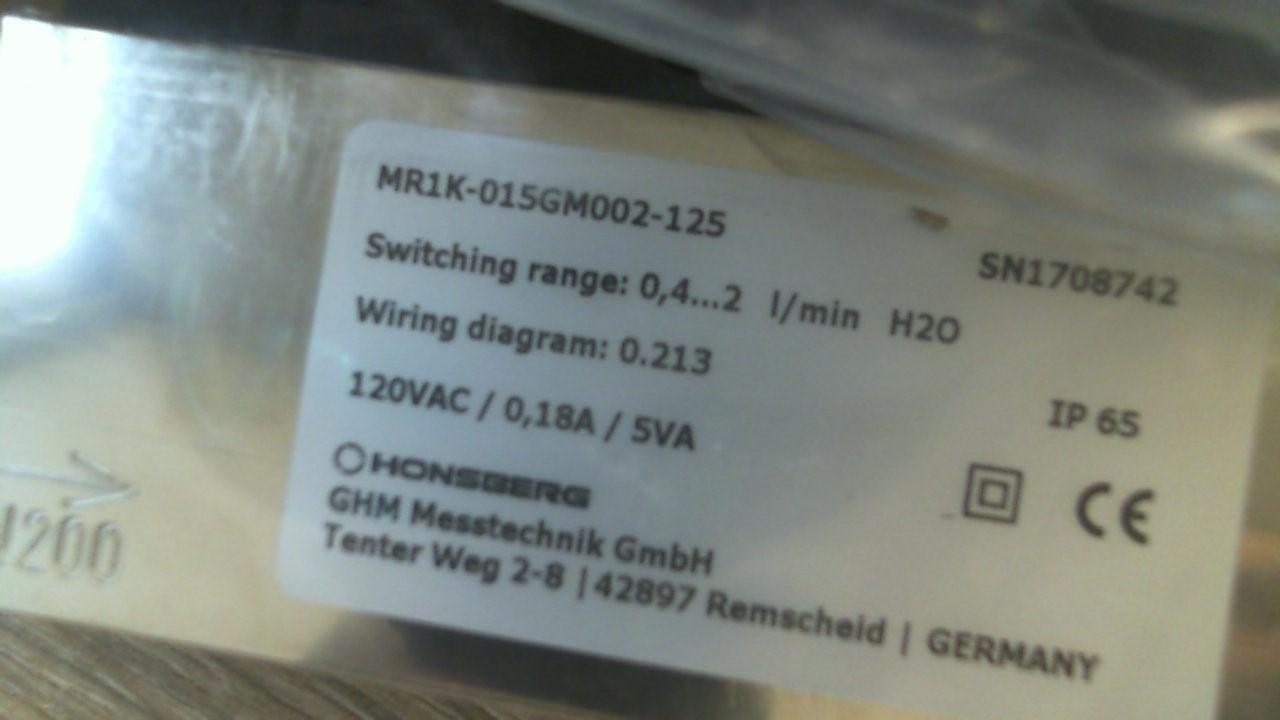 MR1K-015GM002-125
SN1708742
Switching range: 0,4...2 l/min H2O
Wiring diagram: 0.213
IP 65
120VAC / 0,18A / 5VA
CE
HONSBERG
GHM Messtechnik GmbH
Tenter Weg 2-8 | 42897 Remscheid | GERMANY
/200